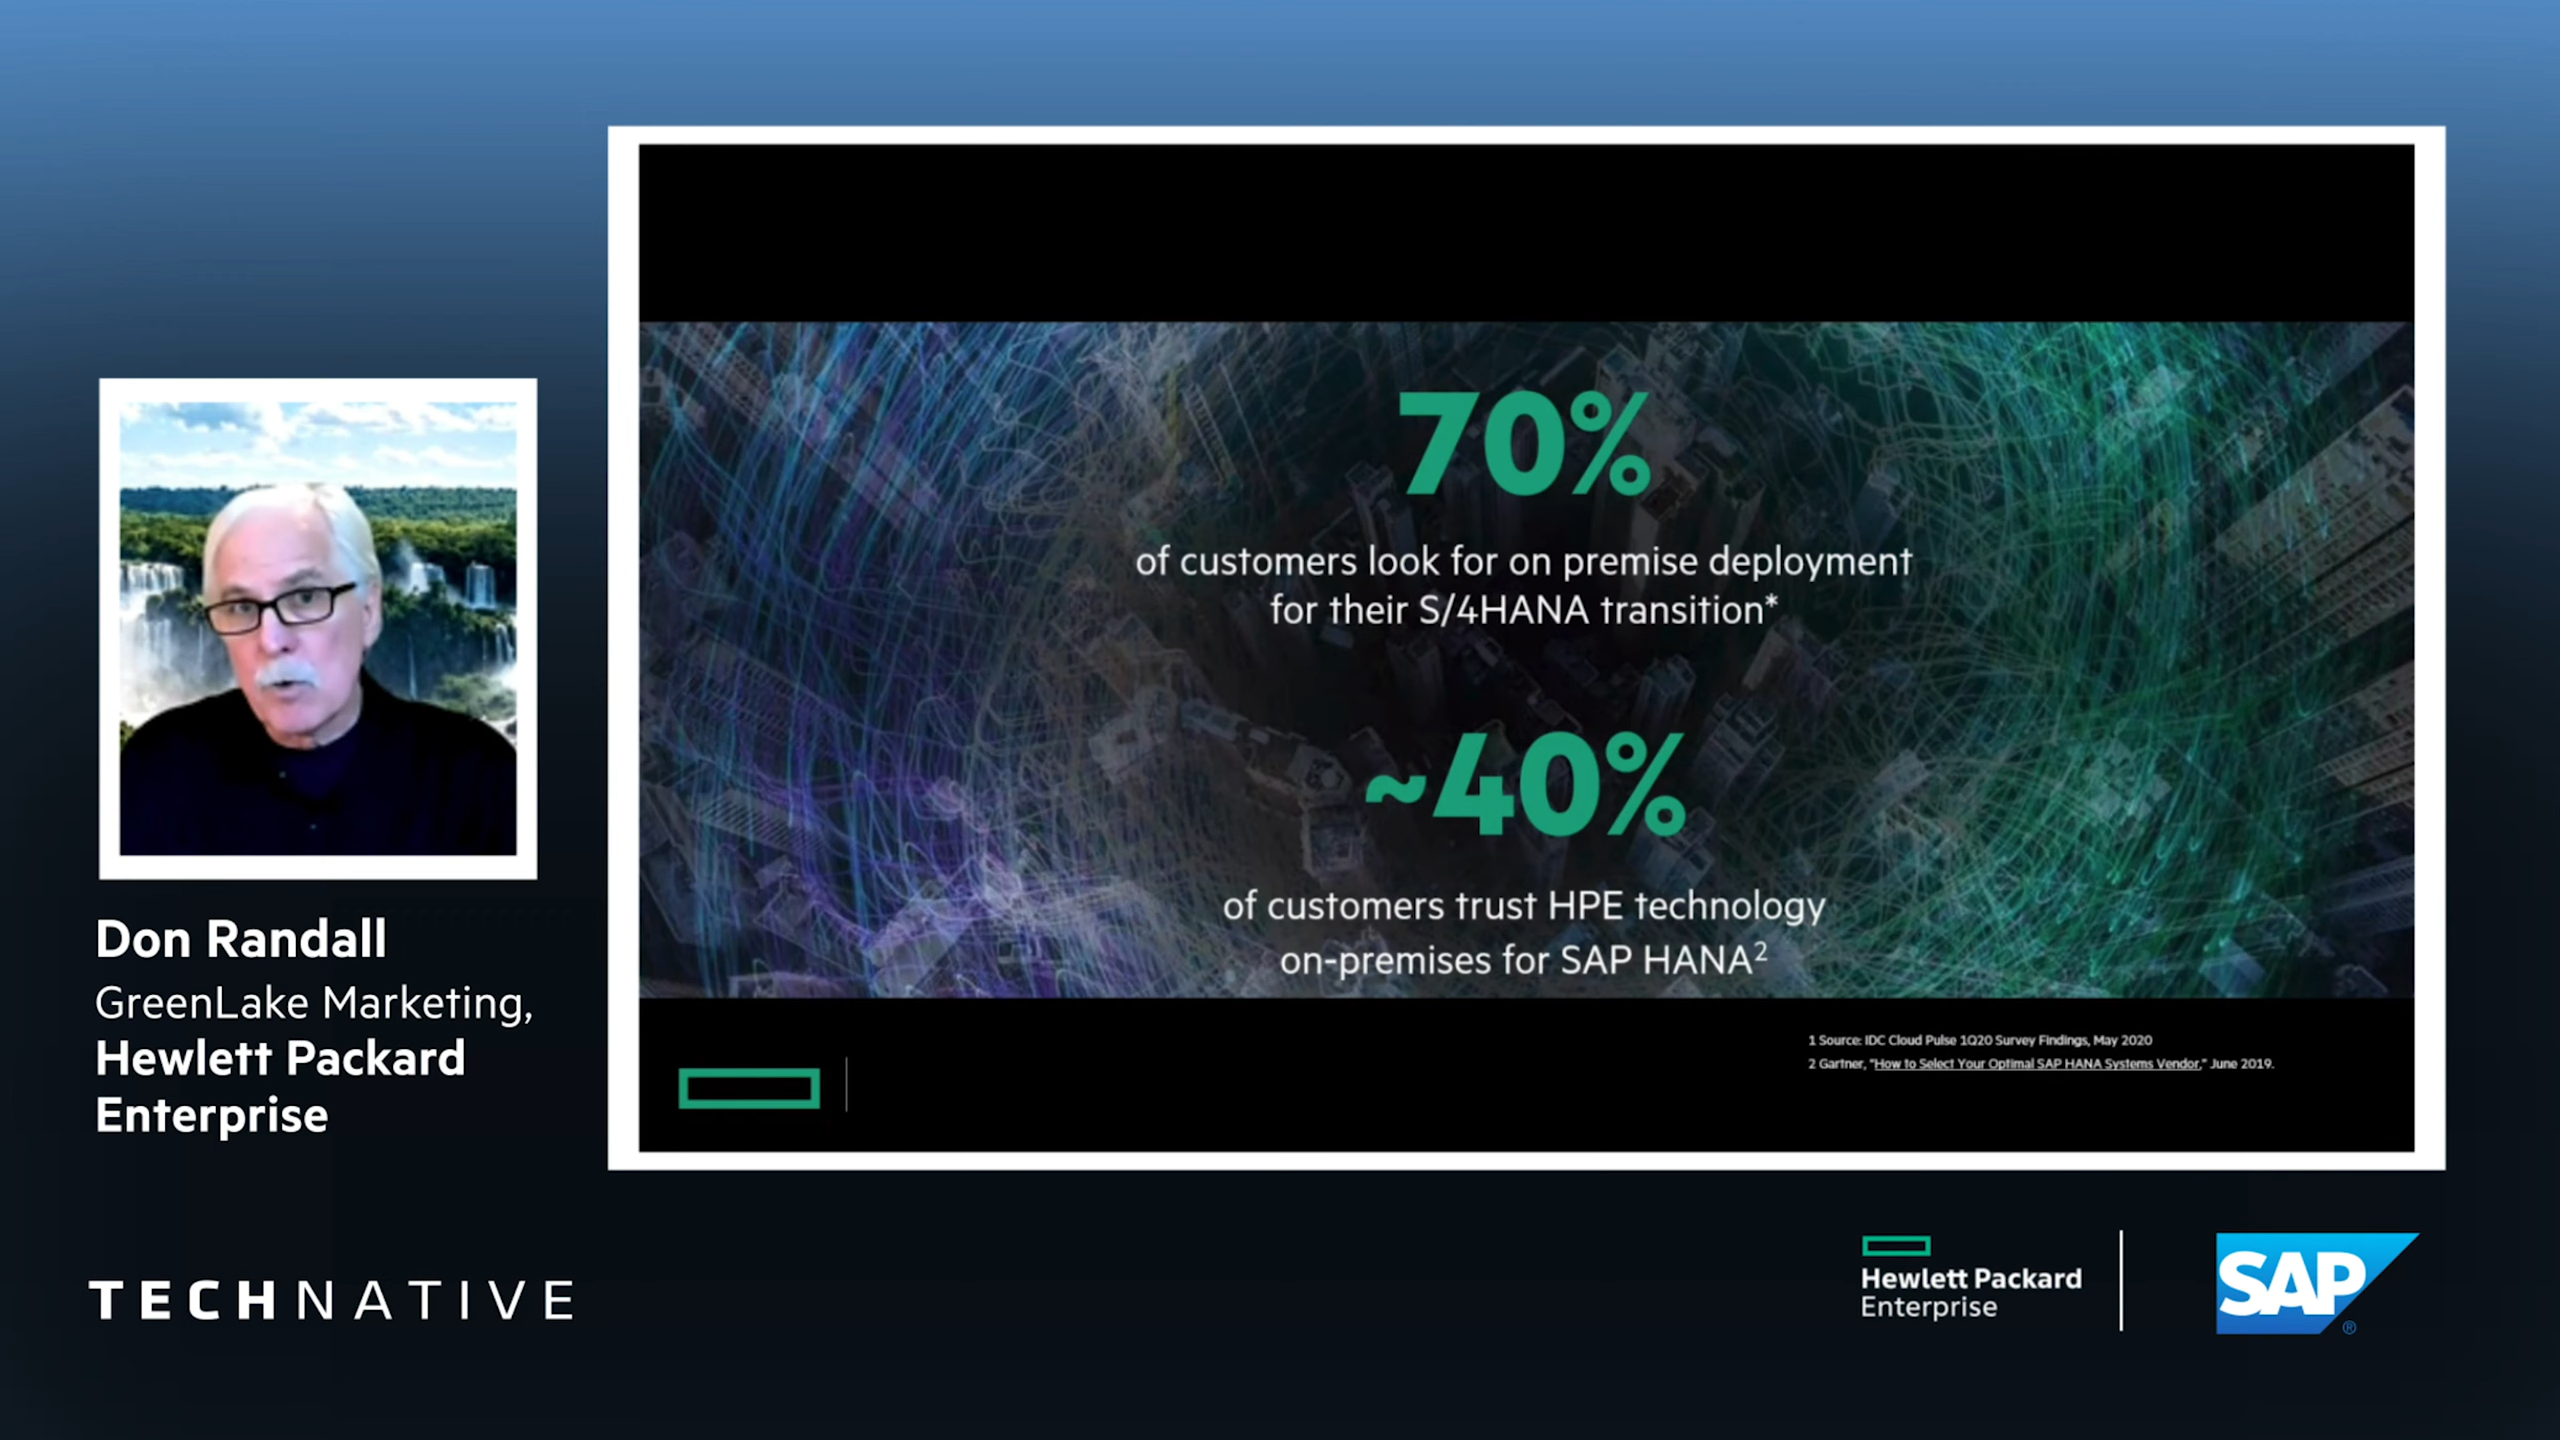 70%
of customers look for on premise deployment
for their S/4HANA transition*
~40%
of customers trust HPE technology
on-premises for SAP HANA²
1 Source: IDC Cloud Pulse 1Q20 Survey Findings, May 2020
2 Gartner, "How to Select Your Optimal SAP HANA Systems Vendor," June 2019.
Don Randall
GreenLake Marketing,
Hewlett Packard
Enterprise
TECHNATIVE
Hewlett Packard
Enterprise
SAP
®